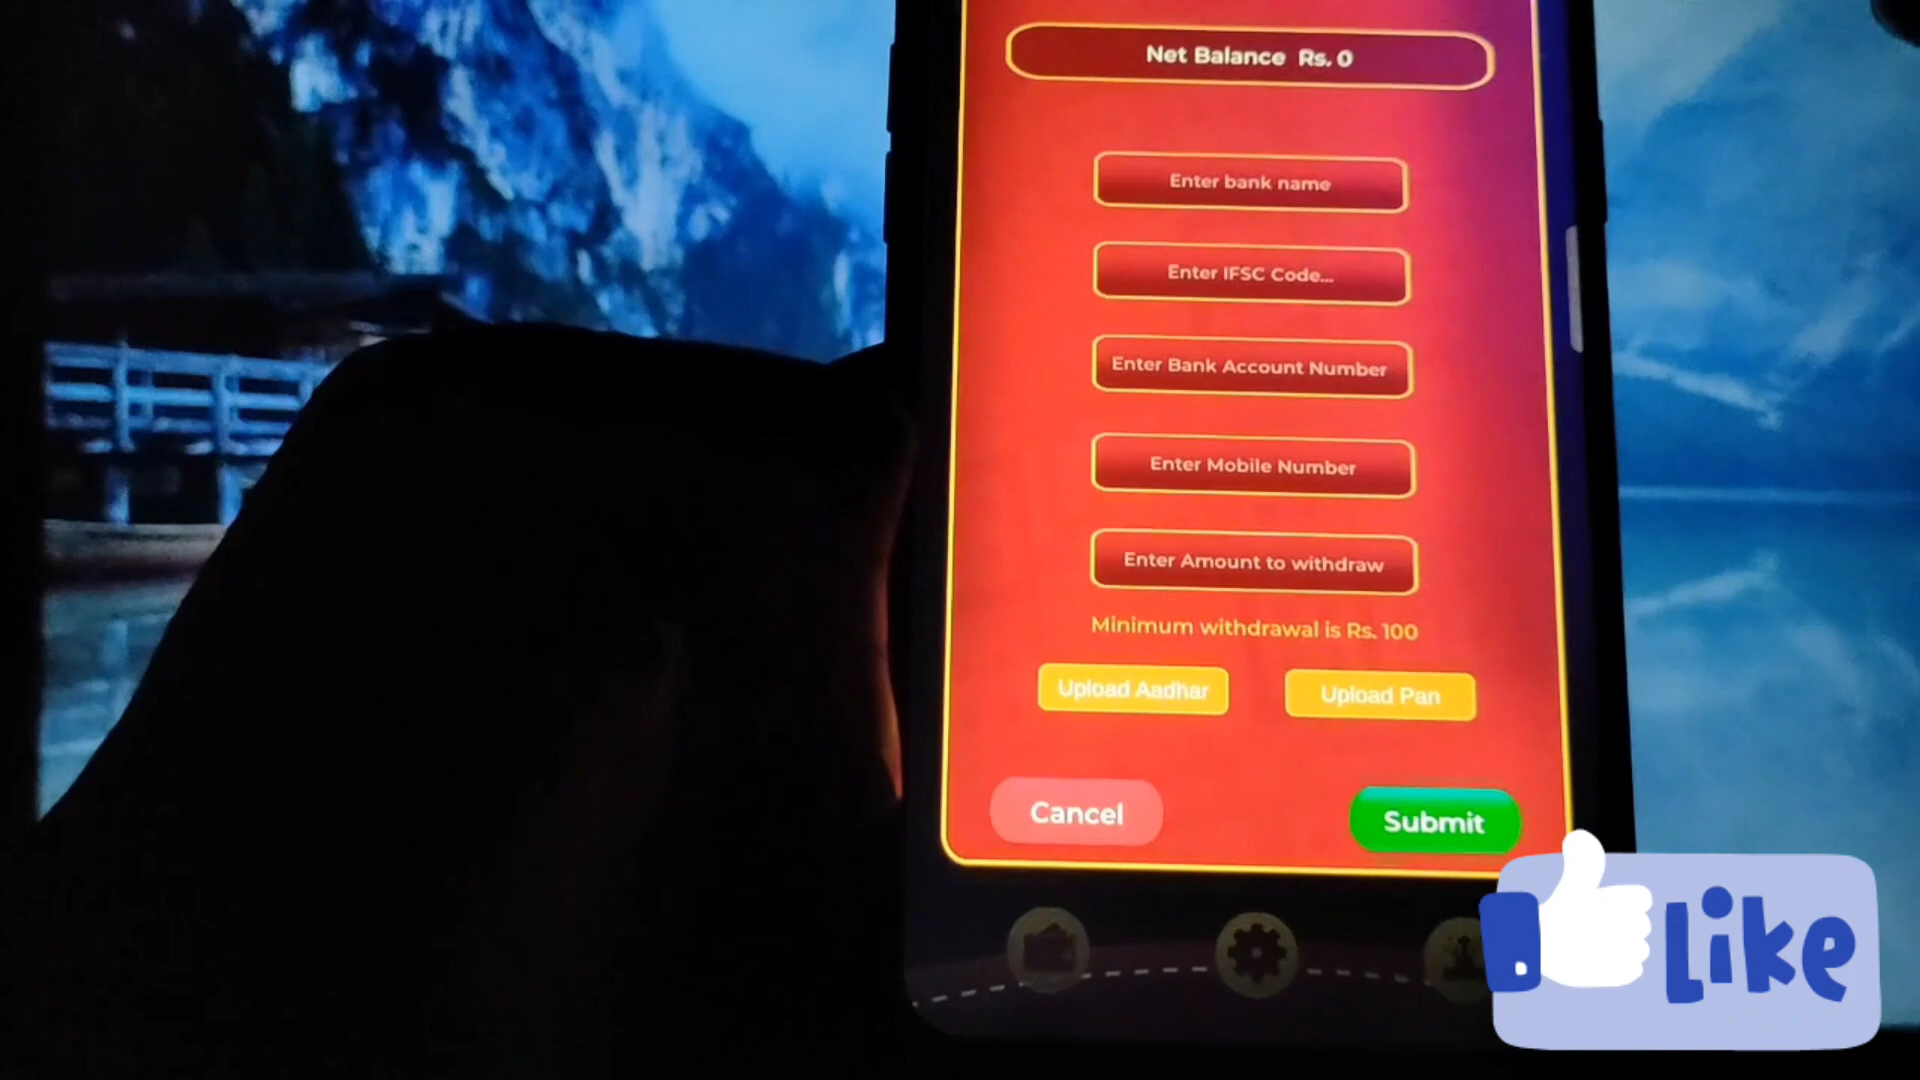 Net Balance Rs. 0
Enter bank name
Enter IFSC Code...
Enter Bank Account Number
Enter Mobile Number
Enter Amount to withdraw
Minimum withdrawal is Rs. 100
Upload Aadhar
Upload Pan
Cancel
Submit
Like